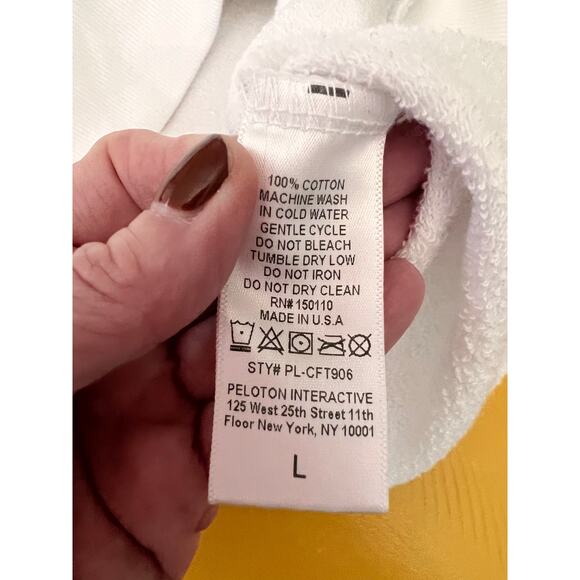 100% COTTON
MACHINE WASH
IN COLD WATER
GENTLE CYCLE
DO NOT BLEACH
TUMBLE DRY LOW
DO NOT IRON
DO NOT DRY CLEAN
RN# 150110
MADE IN U.S.A
STY# PL-CFT906
PELOTON INTERACTIVE
125 West 25th Street 11th
Floor New York, NY 10001
L